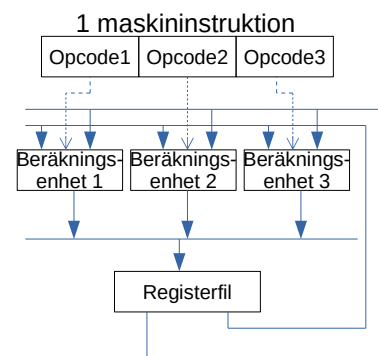 1 maskininstruktion
Opcode1 Opcode2 Opcode3
Beräknings- Beräknings- Beräknings-
enhet 1 enhet 2 enhet 3
Registerfil